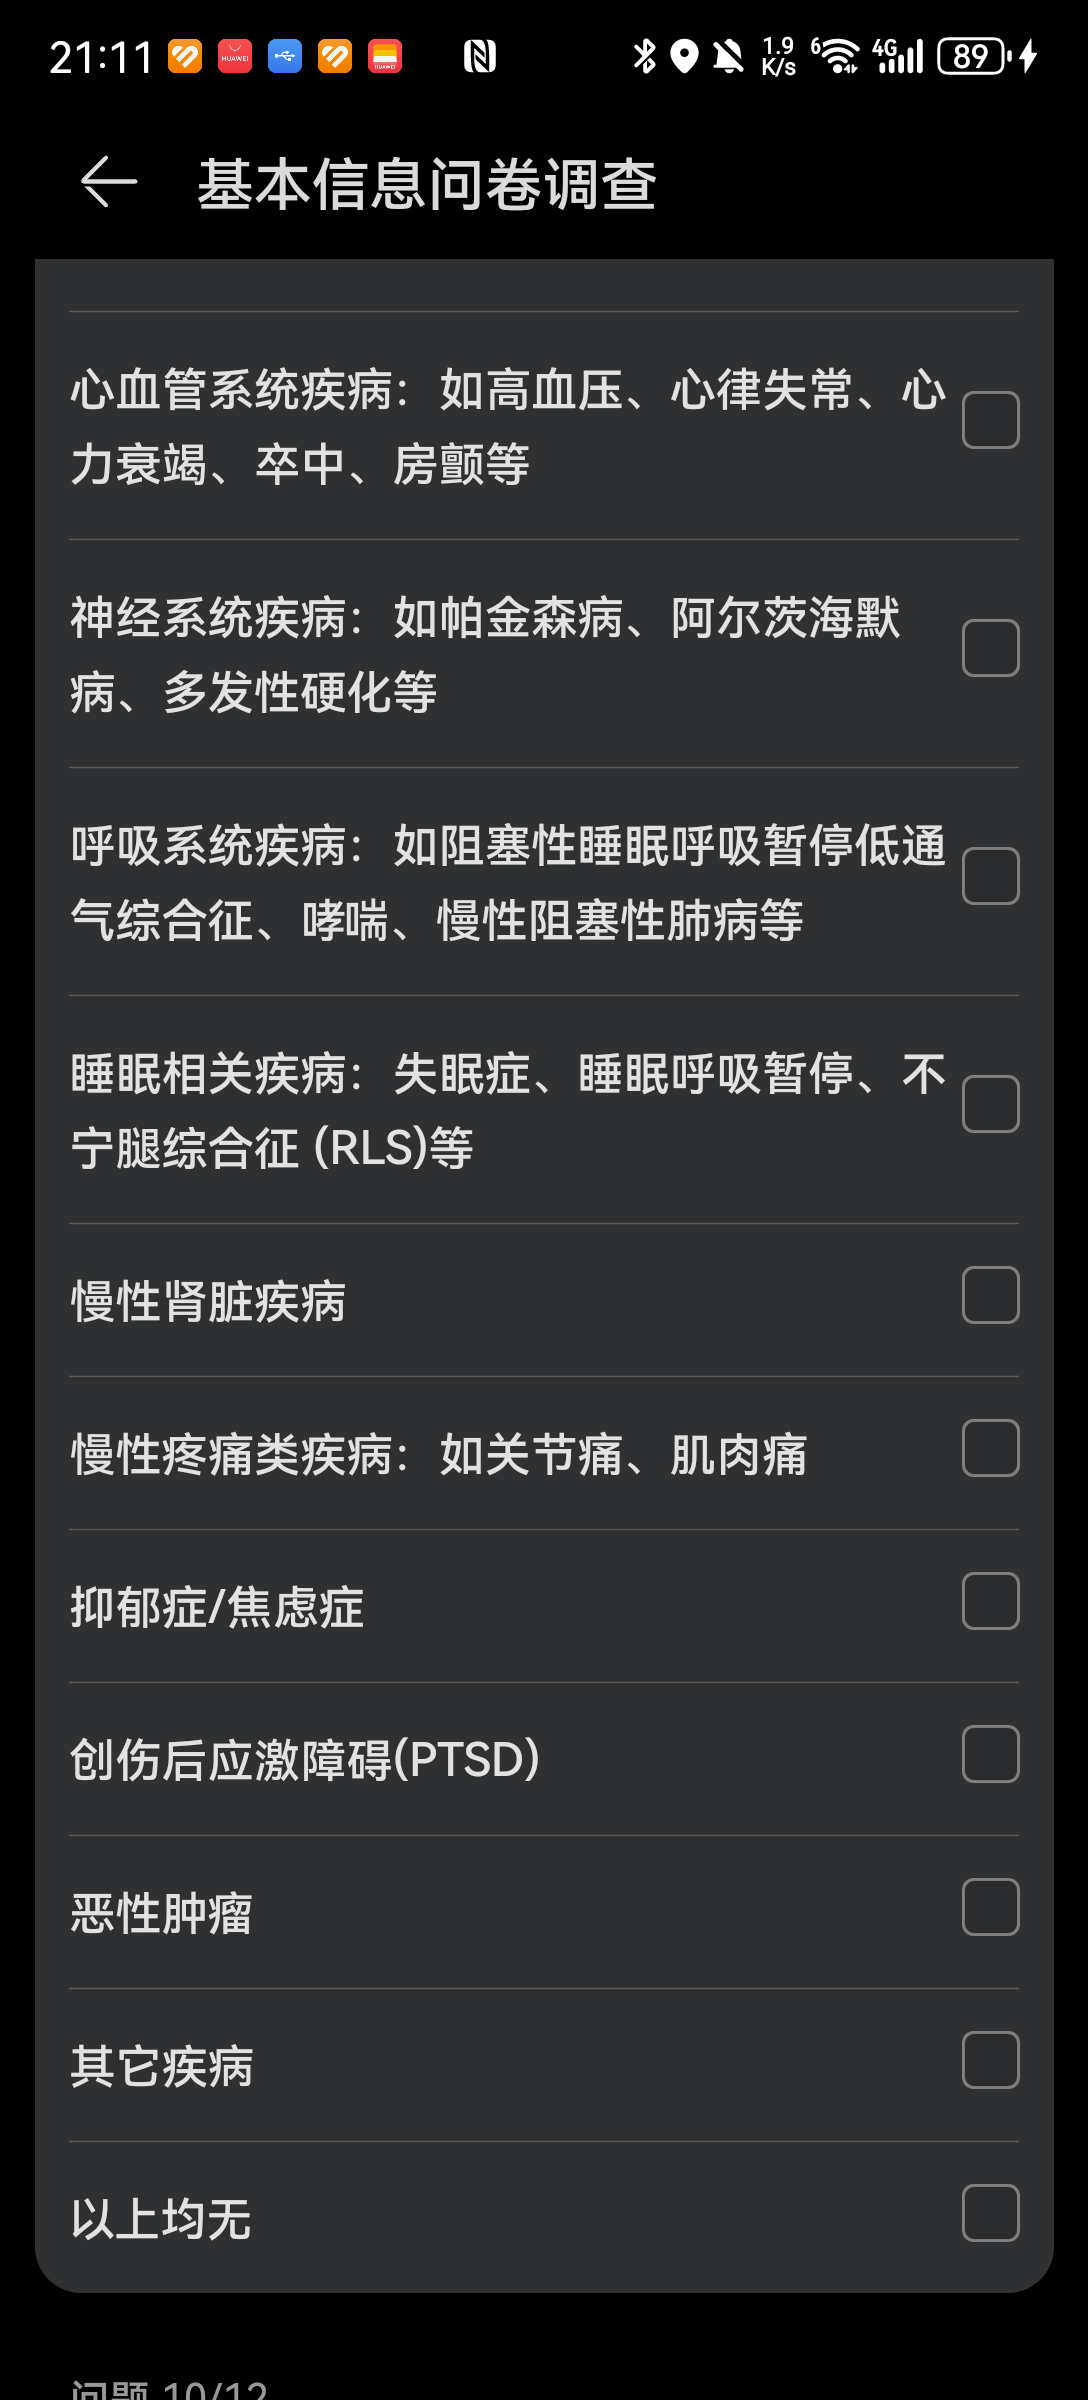 21:11
HUAWEI
1.9
K/s
6
4G
89
基本信息问卷调查
心血管系统疾病：如高血压、心律失常、心
力衰竭、卒中、房颤等
神经系统疾病：如帕金森病、阿尔茨海默
病、多发性硬化等
呼吸系统疾病：如阻塞性睡眠呼吸暂停低通
气综合征、哮喘、慢性阻塞性肺病等
睡眠相关疾病：失眠症、睡眠呼吸暂停、不
宁腿综合征 (RLS)等
慢性肾脏疾病
慢性疼痛类疾病：如关节痛、肌肉痛
抑郁症/焦虑症
创伤后应激障碍(PTSD)
恶性肿瘤
其它疾病
以上均无
问题 10/12